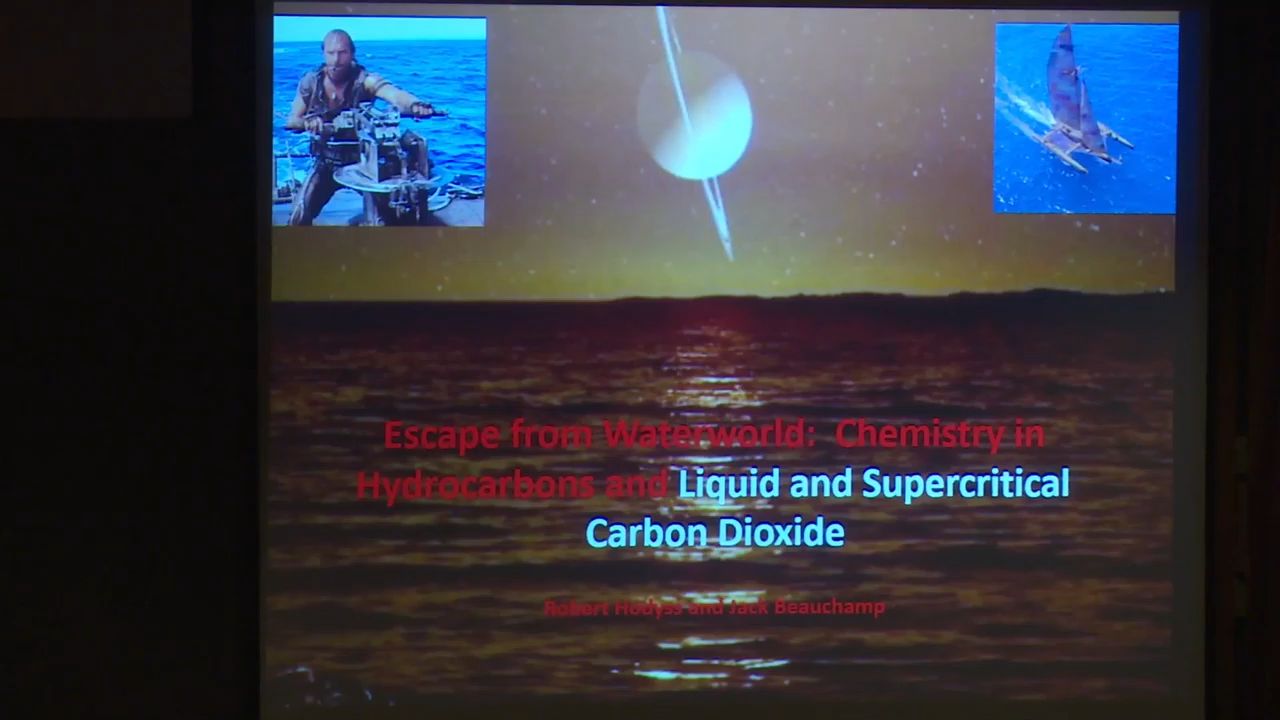 Escape from Waterworld: Chemistry in
Hydrocarbons and Liquid and Supercritical
Carbon Dioxide
Robert Hodyss and Jack Beauchamp